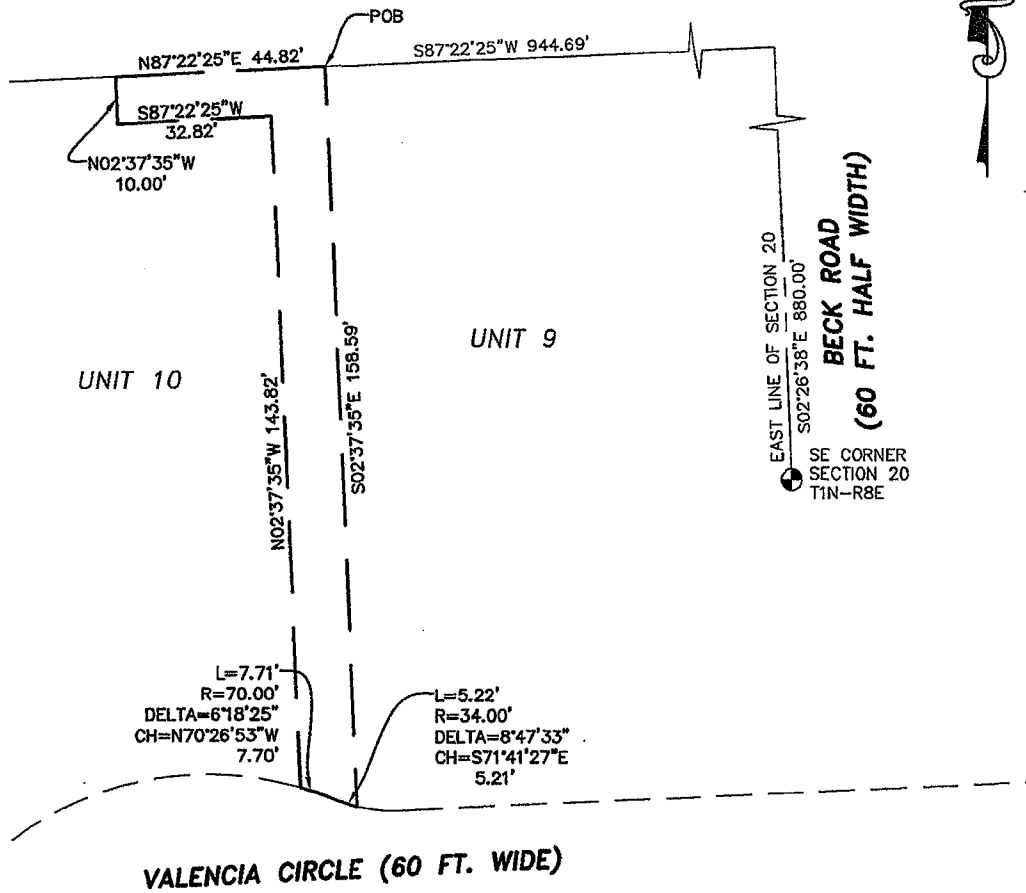 POB
N87°22'25"E 44.82'
S87°22'25"W 944.69'
S87°22'25"W
32.82'
N02°37'35"W
10.00'
UNIT 10
UNIT 9
N02°37'35"W 143.82'
S02°37'35"E 158.59'
EAST LINE OF SECTION 20
S02°26'38"E 880.00'
BECK ROAD
(60 FT. HALF WIDTH)
SE CORNER
SECTION 20
T1N-R8E
L=7.71'
R=70.00'
DELTA=6°18'25"
CH=N70°26'53"W
7.70'
L=5.22'
R=34.00'
DELTA=8°47'33"
CH=S71°41'27"E
5.21'
VALENCIA CIRCLE (60 FT. WIDE)